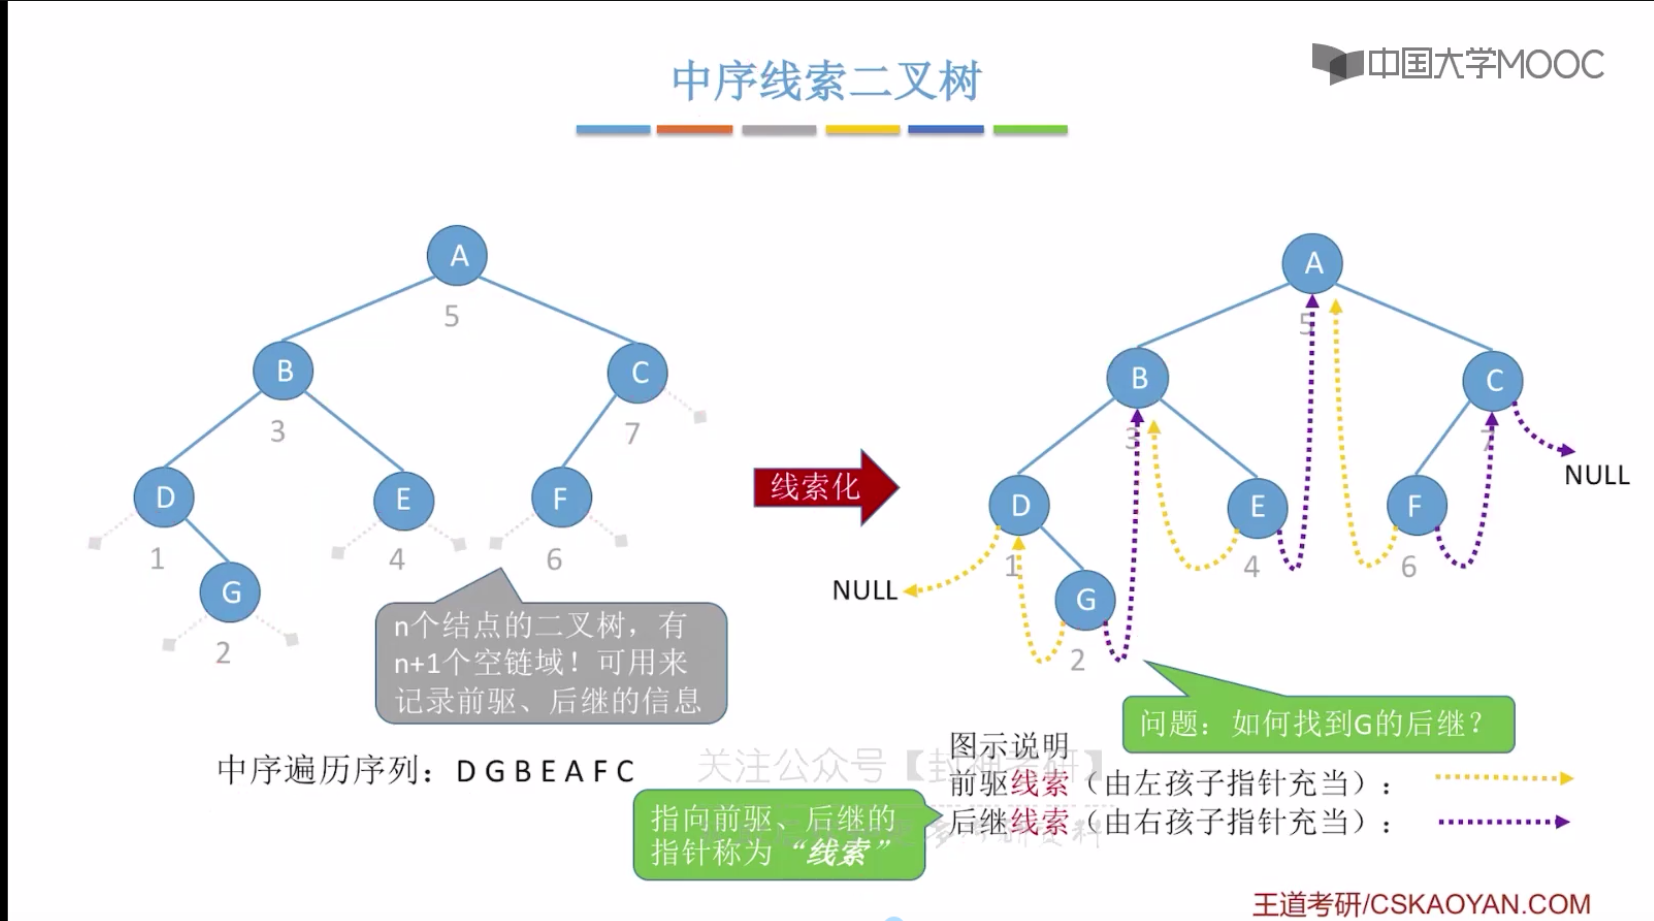 中国大学MOOC
中序线索二叉树
A
5
B
3
C
7
D
1
E
4
F
6
G
2
n个结点的二叉树，有
n+1个空链域！可用来
记录前驱、后继的信息
中序遍历序列：D G B E A F C
线索化
A
5
B
3
C
7
NULL
D
1
E
4
F
6
NULL
G
2
问题：如何找到G的后继？
关注公众号【封神考研】
图示说明
前驱线索（由左孩子指针充当）：
后继线索（由右孩子指针充当）：
指向前驱、后继的
指针称为“线索”
王道考研/CSKAOYAN.COM